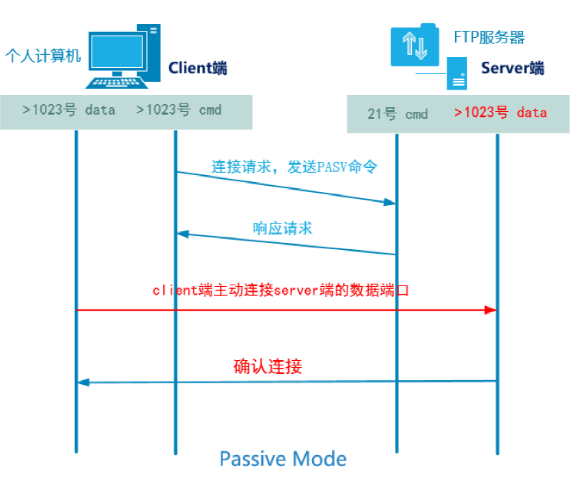 个人计算机
Client端
FTP服务器
Server端
>1023号 data
>1023号 cmd
21号 cmd
>1023号 data
连接请求，发送PASV命令
响应请求
client端主动连接server端的数据端口
确认连接
Passive Mode